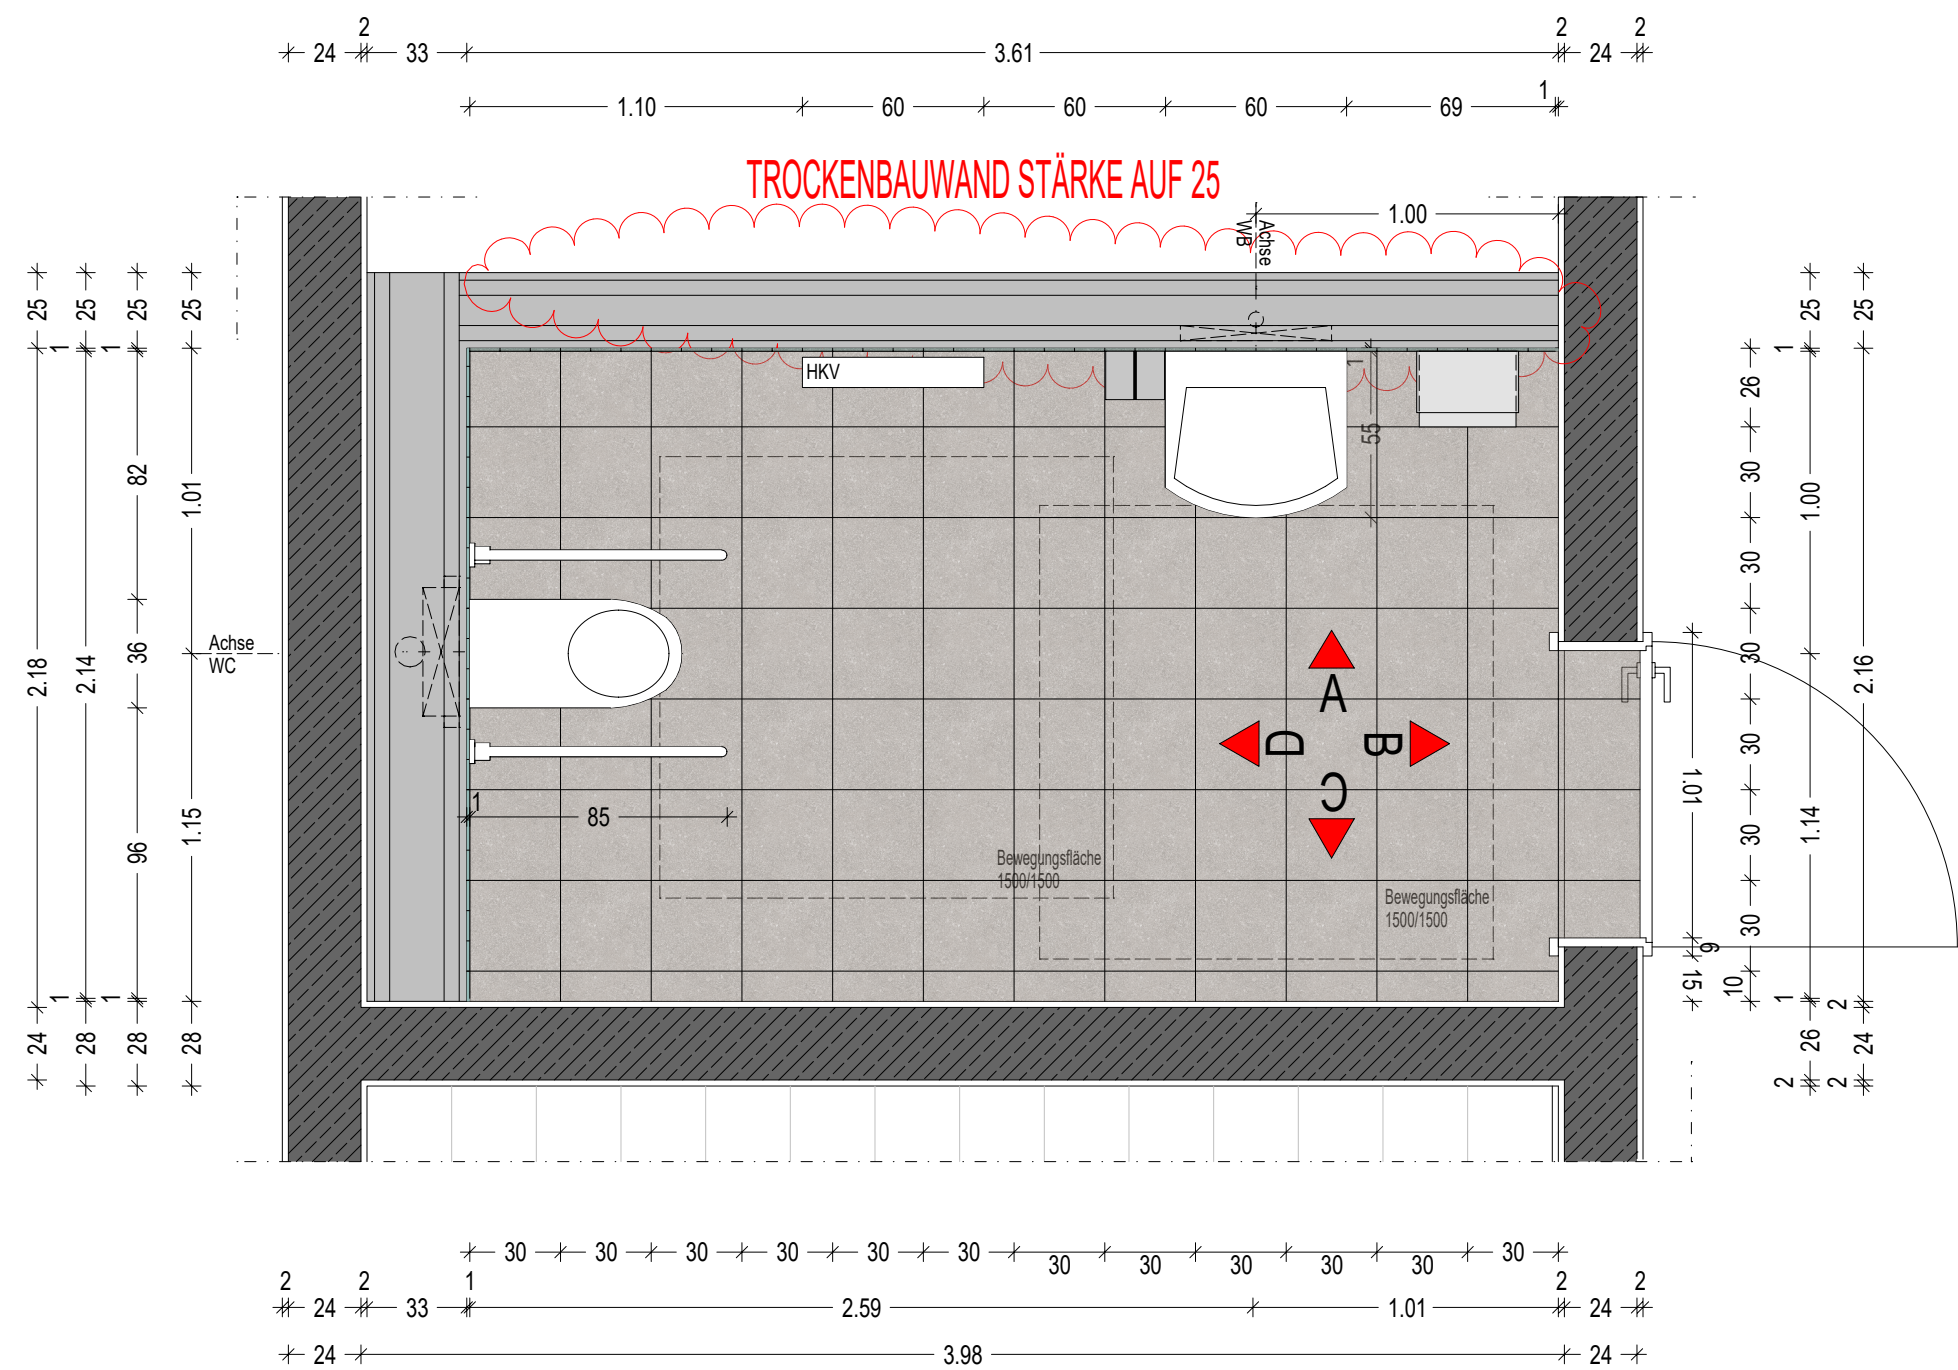 2 2 2
24 33 3.61 24
1
1.10 60 60 60 69
TROCKENBAUWAND STÄRKE AUF 25
1.00
Achse
WB
25 25 25 25
1 1
82
1.01
2.18
2.14
36
96
1.15
1 1
24 28 28 28
Achse
WC
HKV
1
55
1
85
A
D
B
C
Bewegungsfläche
1500/1500
Bewegungsfläche
1500/1500
1.01
6
15
26
30
30
30
30
30
30
10
25
1
1.00
1.14
1
26
2
25
2.16
2
24
2
30 30 30 30 30 30 30 30 30 30 30 30
2 2 1 2 2
24 33 2.59 1.01 24
24 3.98 24